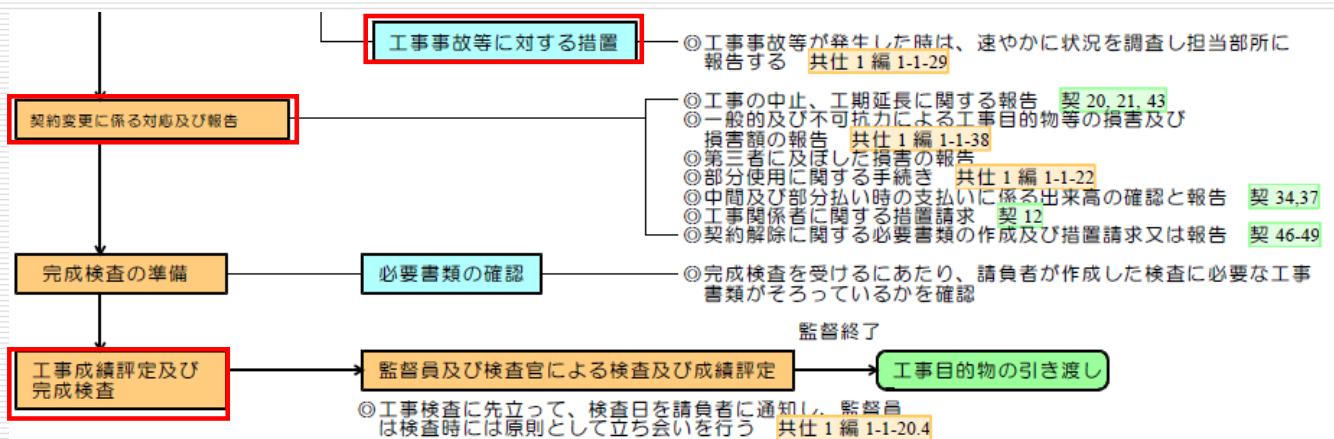 工事事故等に対する措置
◎工事事故等が発生した時は、速やかに状況を調査し担当部所に
報告する 共仕 1 編 1-1-29
契約変更に係る対応及び報告
◎工事の中止、工期延長に関する報告 契 20, 21, 43
◎一般的及び不可抗力による工事目的物等の損害及び
損害額の報告 共仕 1 編 1-1-38
◎第三者に及ぼした損害の報告
◎部分使用に関する手続き 共仕 1 編 1-1-22
◎中間及び部分払い時の支払いに係る出来高の確認と報告 契 34,37
◎工事関係者に関する措置請求 契 12
◎契約解除に関する必要書類の作成及び措置請求又は報告 契 46-49
完成検査の準備
必要書類の確認
◎完成検査を受けるにあたり、請負者が作成した検査に必要な工事
書類がそろっているかを確認
監督終了
工事成績評定及び
完成検査
監督員及び検査官による検査及び成績評定
工事目的物の引き渡し
◎工事検査に先立って、検査日を請負者に通知し、監督員
は検査時には原則として立ち会いを行う 共仕 1 編 1-1-20.4